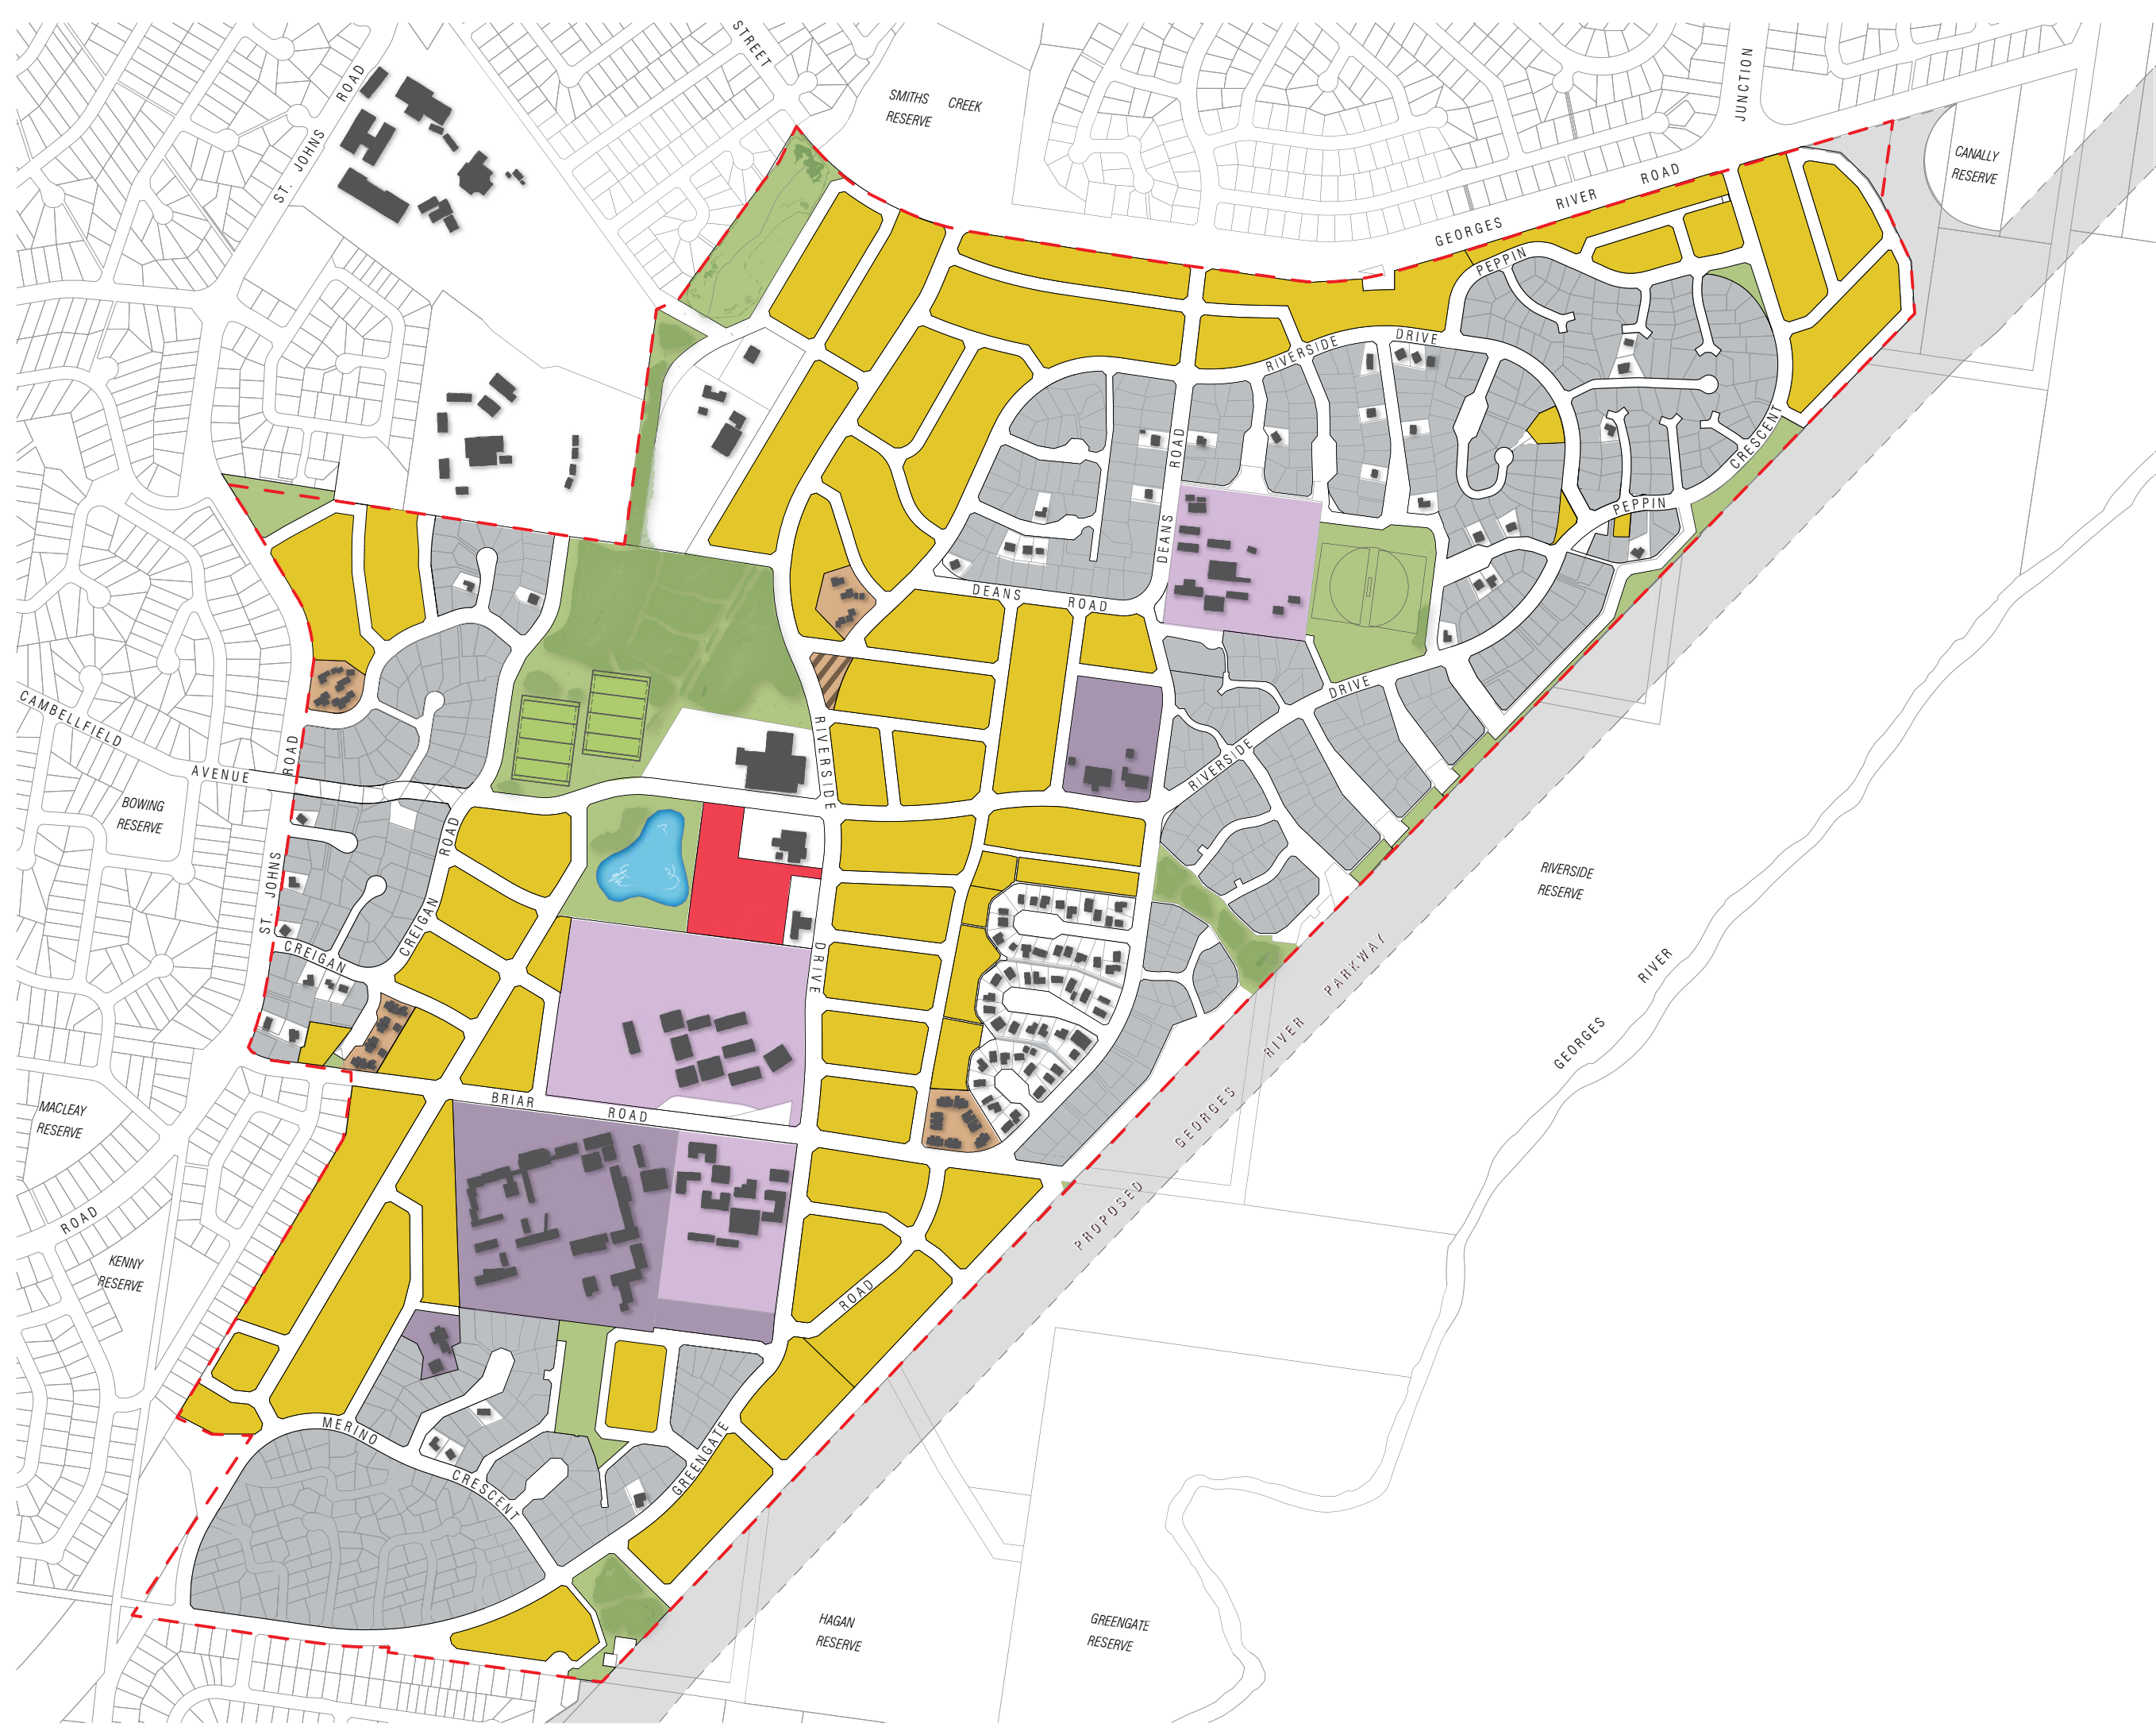 STREET
SMITHS CREEK
RESERVE
JUNCTION
ROAD
ST. JOHNS
CANALLY
RESERVE
GEORGES RIVER ROAD
PEPPIN
DRIVE
RIVERSIDE
ROAD
DEANS
CRESCENT
PEPPIN
DEANS ROAD
DRIVE
RIVERSIDE
CAMBELLFIELD
AVENUE
ROAD
RIVERSIDE
BOWING
RESERVE
ROAD
CREIGAN
ST. JOHNS
CREIGAN
DRIVE
RIVERSIDE
RESERVE
PROPOSED GEORGES RIVER PARKWAY
GEORGES RIVER
MACLEAY
RESERVE
BRIAR ROAD
ROAD
KENNY
RESERVE
ROAD
GREENGATE
MERINO
CRESCENT
HAGAN
RESERVE
GREENGATE
RESERVE